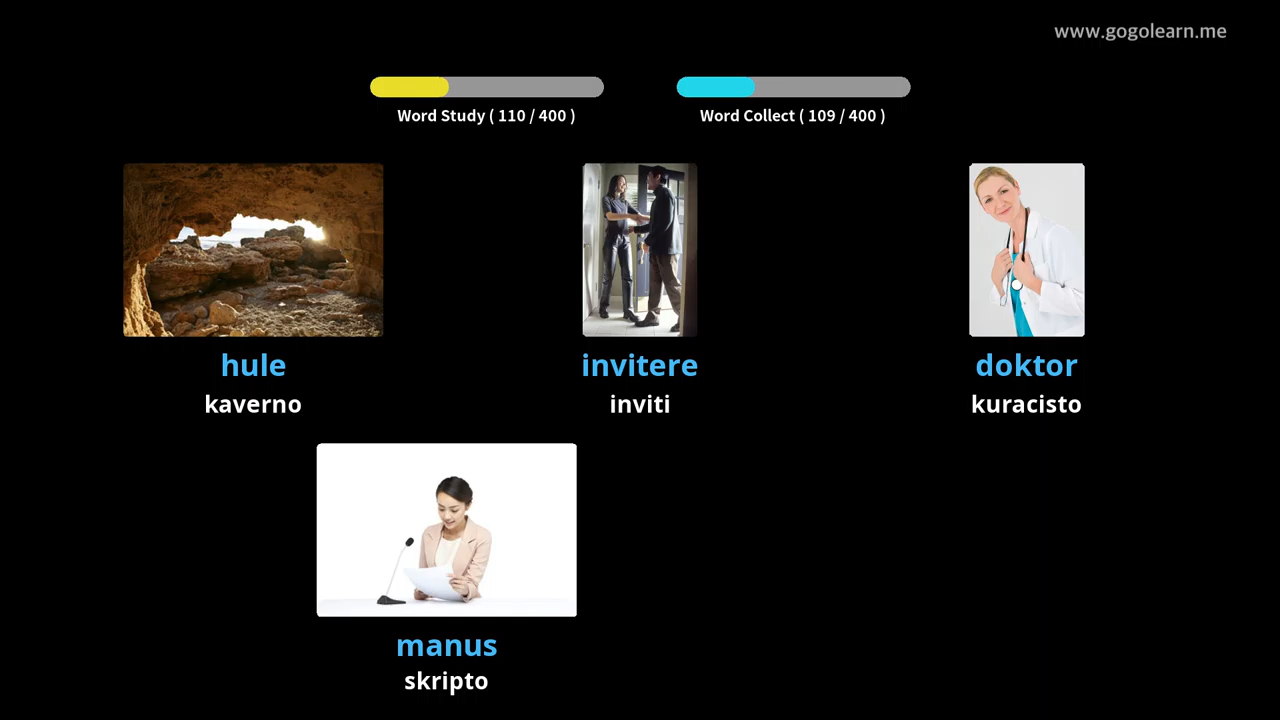 www.gogolearn.me
Word Study ( 110 / 400 )
Word Collect ( 109 / 400 )
hule
invitere
doktor
kaverno
inviti
kuracisto
manus
skripto